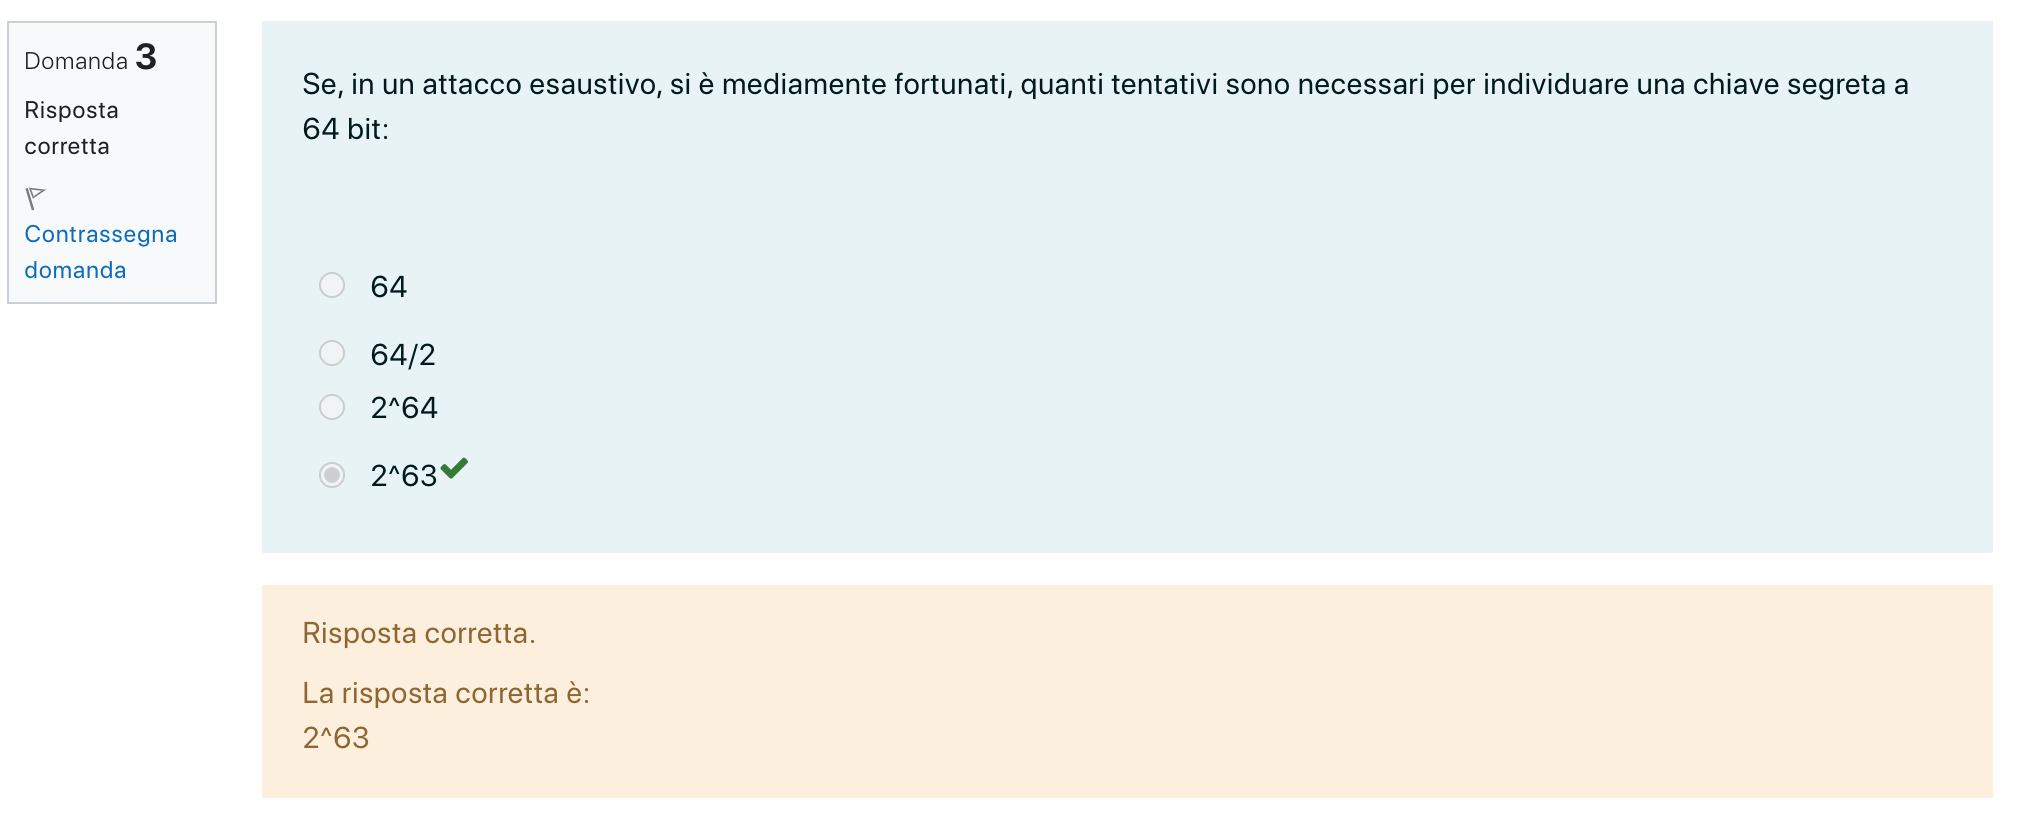 Domanda 3
Risposta
corretta
Contrassegna
domanda
Se, in un attacco esaustivo, si è mediamente fortunati, quanti tentativi sono necessari per individuare una chiave segreta a
64 bit:
64
64/2
2^64
2^63
Risposta corretta.
La risposta corretta è:
2^63